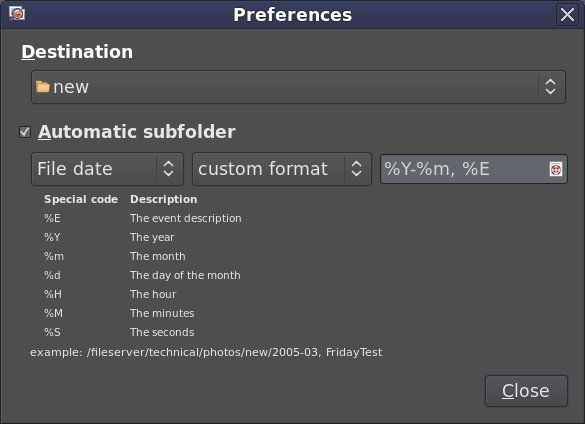 Preferences
Destination
new
Automatic subfolder
File date custom format %Y-%m, %E
Special code Description
%E The event description
%Y The year
%m The month
%d The day of the month
%H The hour
%M The minutes
%S The seconds
example: /fileserver/technical/photos/new/2005-03, FridayTest
Close